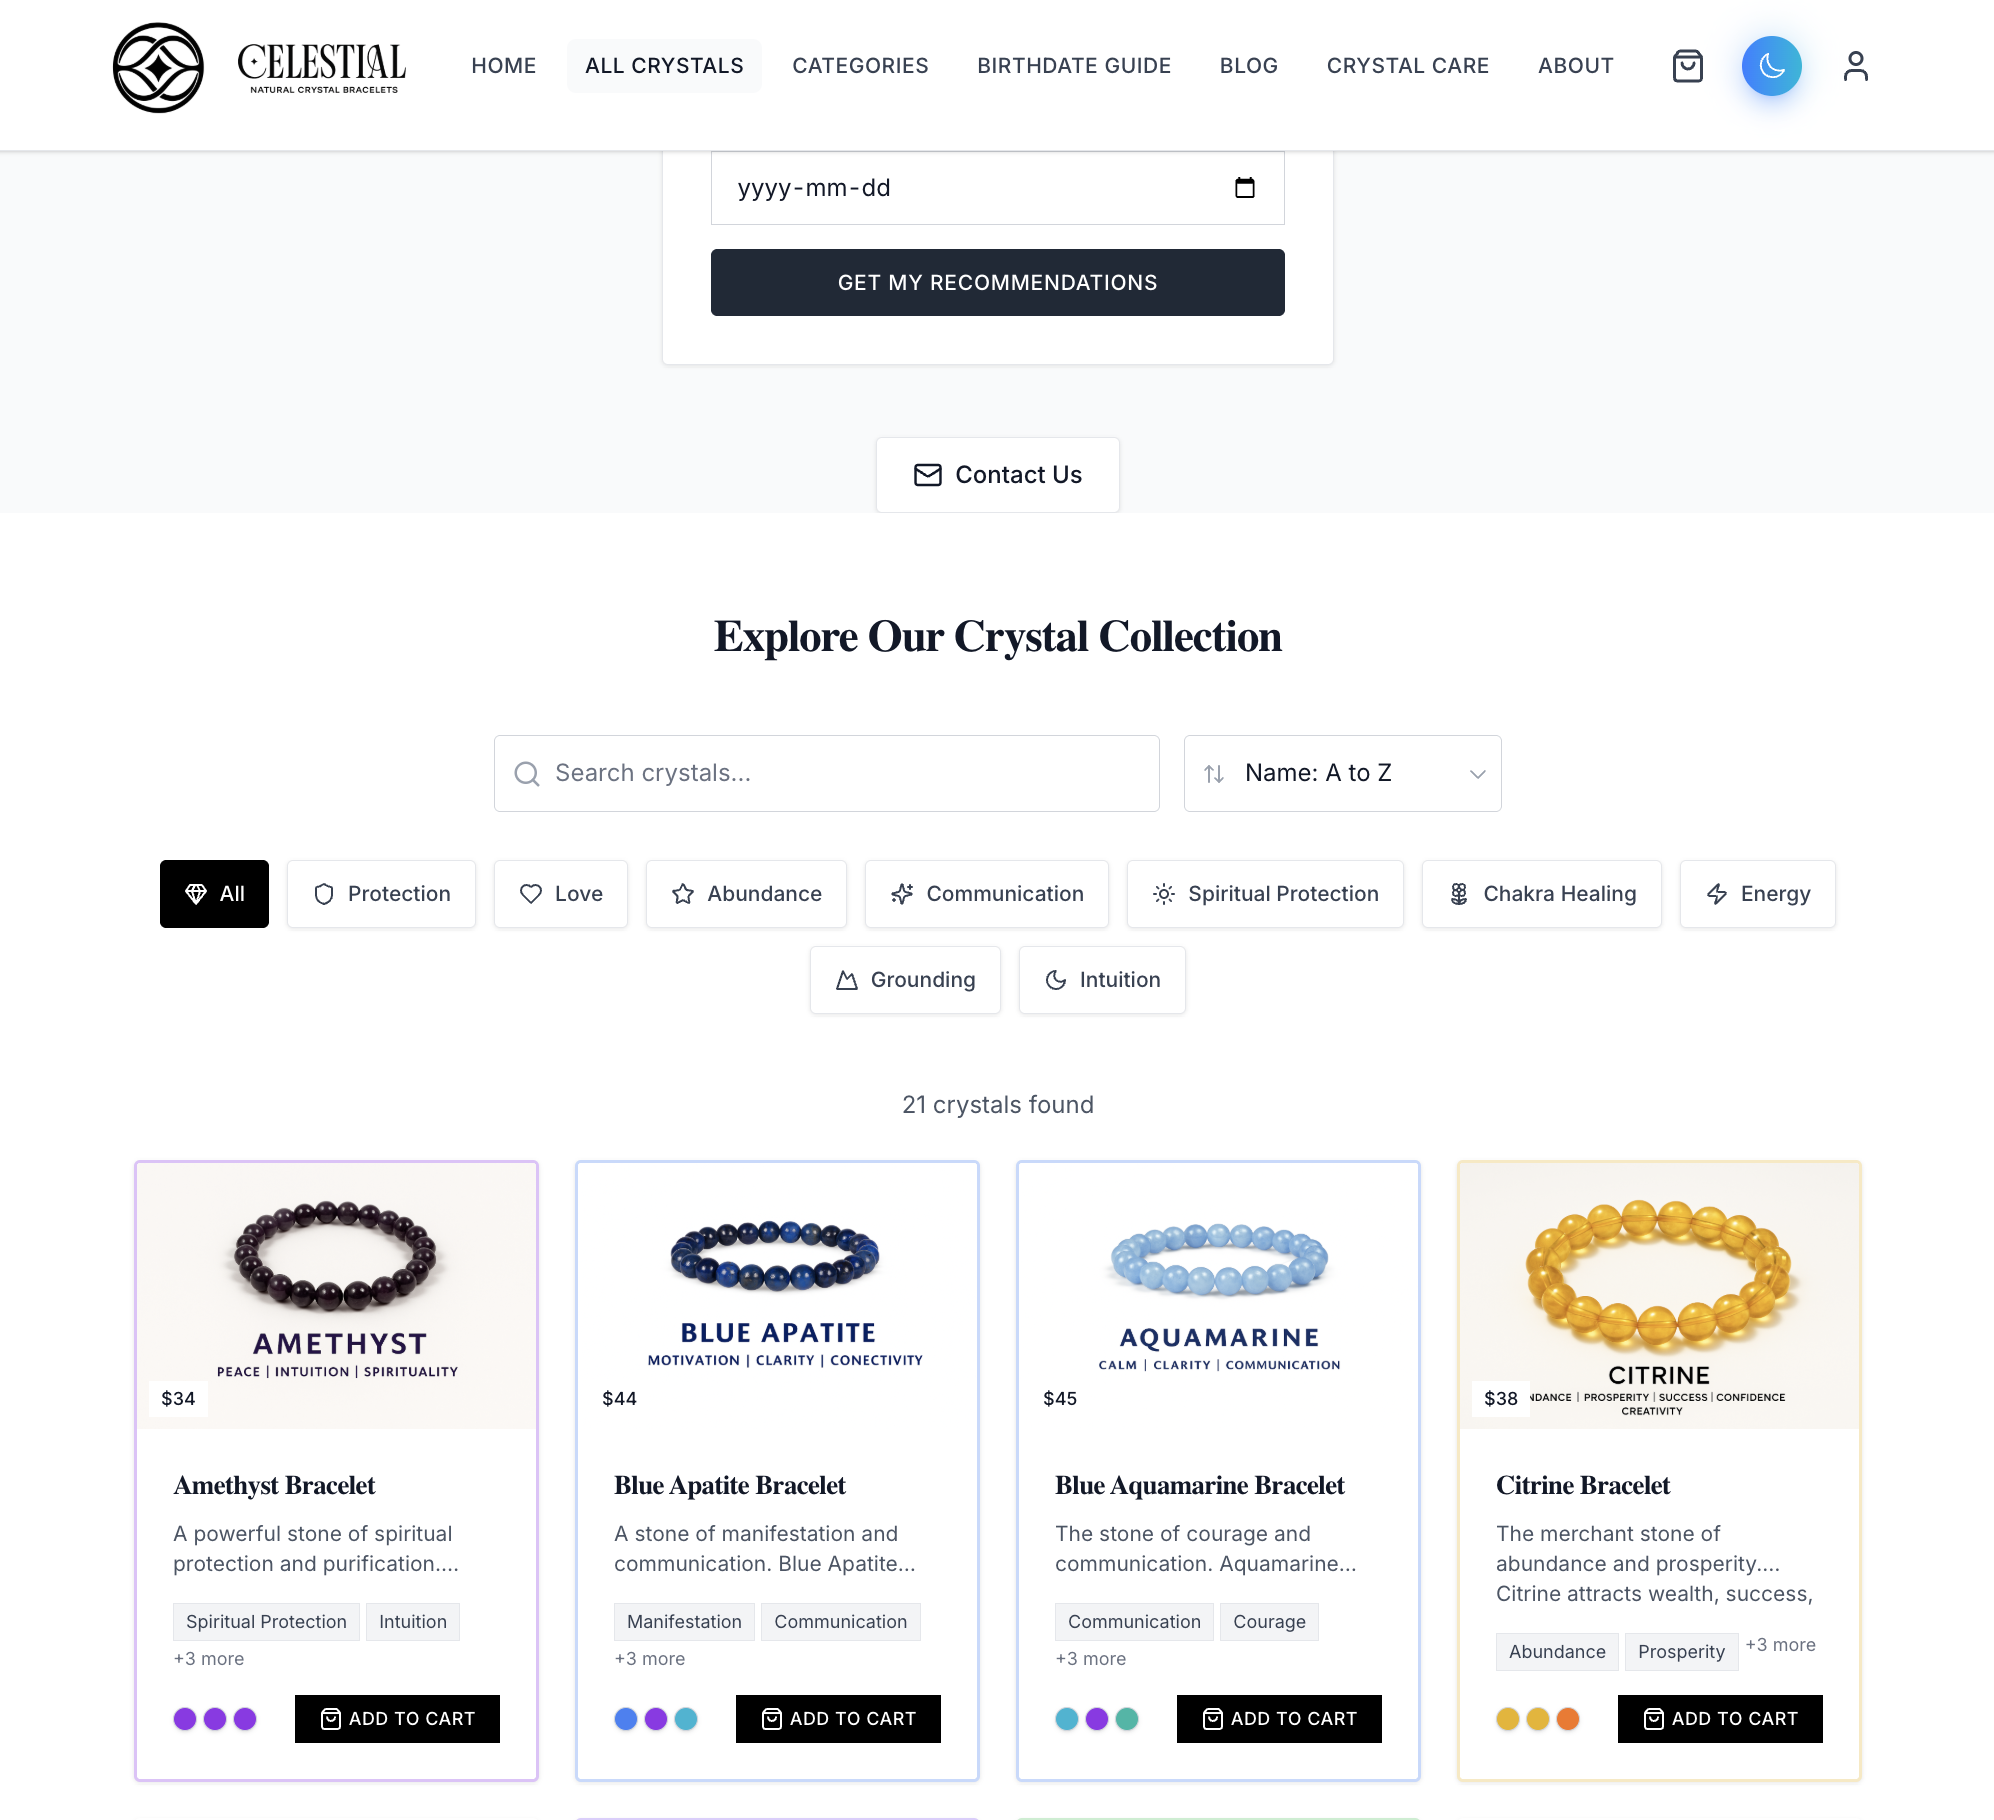 CELESTIAL
NATURAL CRYSTAL BRACELETS
HOME
ALL CRYSTALS
CATEGORIES
BIRTHDATE GUIDE
BLOG
CRYSTAL CARE
ABOUT
yyyy-mm-dd
GET MY RECOMMENDATIONS
Contact Us
Explore Our Crystal Collection
Search crystals...
Name: A to Z
All
Protection
Love
Abundance
Communication
Spiritual Protection
Chakra Healing
Energy
Grounding
Intuition
21 crystals found
AMETHYST
PEACE | INTUITION | SPIRITUALITY
$34
Amethyst Bracelet
A powerful stone of spiritual
protection and purification....
Spiritual Protection
Intuition
+3 more
ADD TO CART
BLUE APATITE
MOTIVATION | CLARITY | CONECTIVITY
$44
Blue Apatite Bracelet
A stone of manifestation and
communication. Blue Apatite...
Manifestation
Communication
+3 more
ADD TO CART
AQUAMARINE
CALM | CLARITY | COMMUNICATION
$45
Blue Aquamarine Bracelet
The stone of courage and
communication. Aquamarine...
Communication
Courage
+3 more
ADD TO CART
CITRINE
NDANCE | PROSPERITY | SUCCESS | CONFIDENCE
CREATIVITY
$38
Citrine Bracelet
The merchant stone of
abundance and prosperity....
Citrine attracts wealth, success,
Abundance
Prosperity
+3 more
ADD TO CART